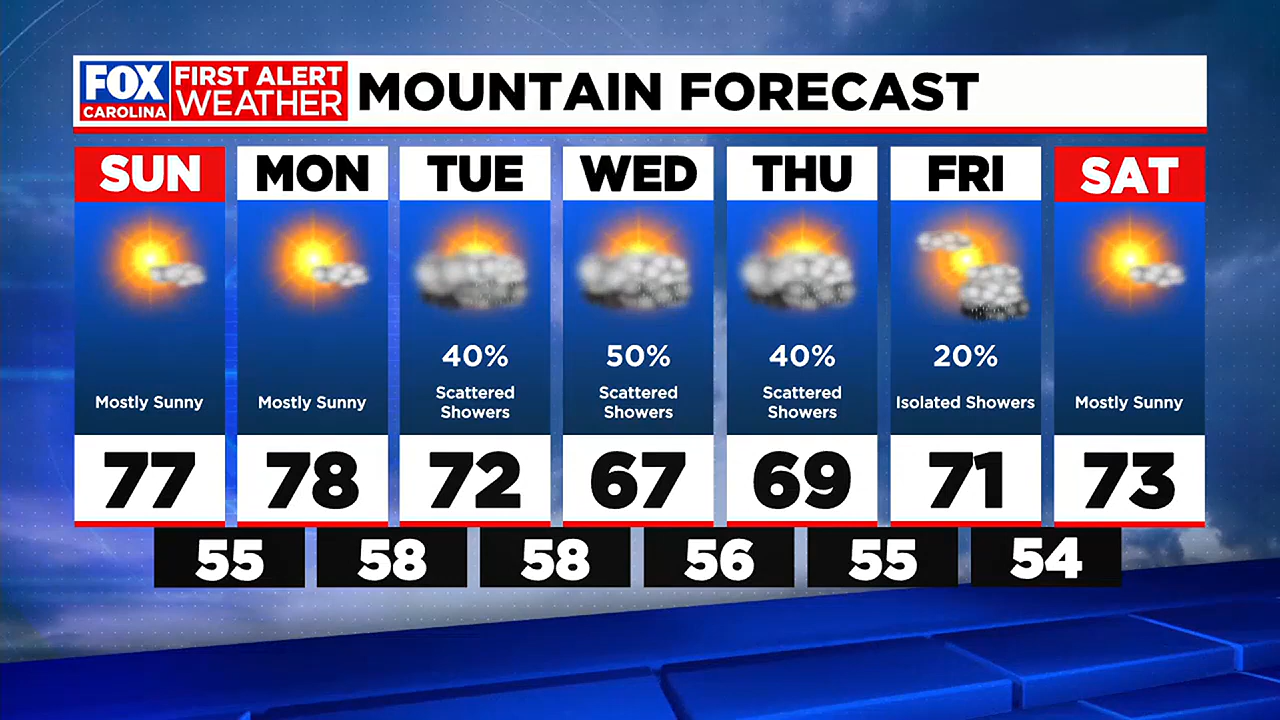 FOX CAROLINA
FIRST ALERT WEATHER
MOUNTAIN FORECAST
SUN
Mostly Sunny
77
MON
Mostly Sunny
78
TUE
40%
Scattered
Showers
72
WED
50%
Scattered
Showers
67
THU
40%
Scattered
Showers
69
FRI
20%
Isolated Showers
71
SAT
Mostly Sunny
73
55
58
58
56
55
54